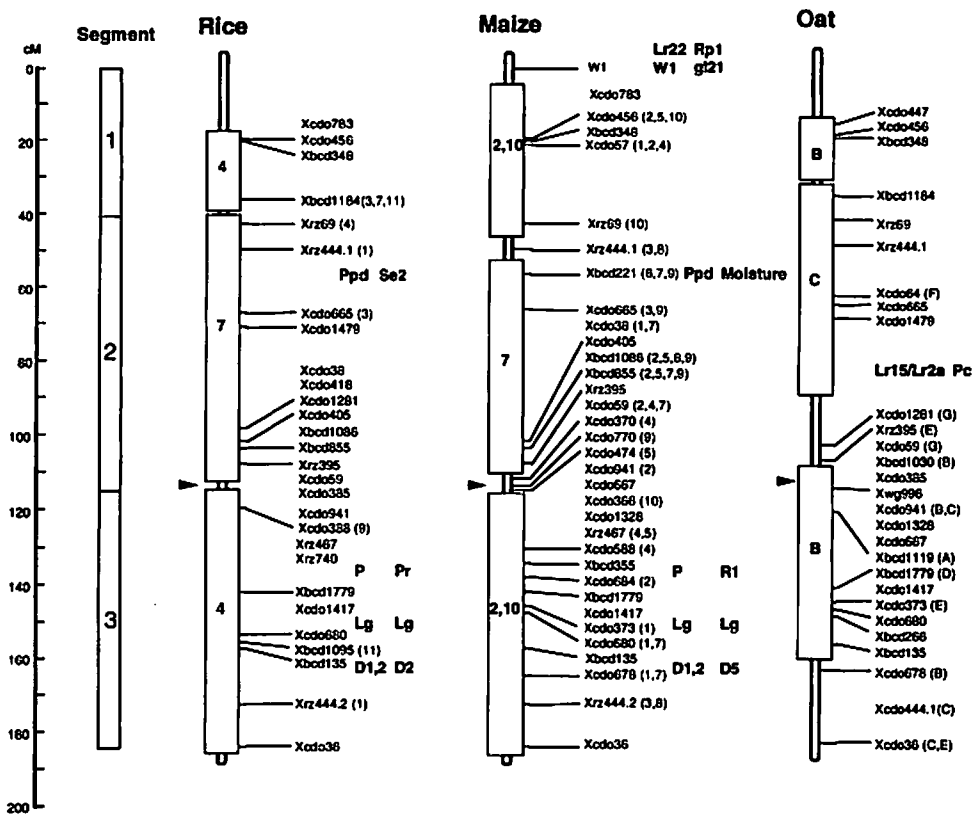 Segment
cM
0
20
40
60
80
100
120
140
160
180
200
1
2
3
Rice
4
7
4
Xcdo783
Xcdo456
Xbcd348
Xbcd1184(3,7,11)
Xrz69 (4)
Xrz444.1 (1)
Ppd Se2
Xcdo665 (3)
Xcdo1479
Xcdo38
Xcdo418
Xcdo1281
Xcdo405
Xbcd1086
Xbcd855
Xrz395
Xcdo59
Xcdo385
Xcdo941
Xcdo388 (9)
Xrz467
Xrz740
P Pr
Xbcd1779
Xcdo1417
Lg Lg
Xcdo680
Xbcd1095 (11)
Xbcd135
D1,2 D2
Xrz444.2 (1)
Xcdo36
Maize
2,10
7
2,10
Lr22 Rp1
W1 W1 gl21
Xcdo783
Xcdo456 (2,5,10)
Xbcd348
Xcdo57 (1,2,4)
Xrz69 (10)
Xrz444.1 (3,8)
Xbcd221 (6,7,9) Ppd Moisture
Xcdo665 (3,9)
Xcdo38 (1,7)
Xcdo405
Xbcd1086 (2,5,8,9)
Xbcd855 (2,5,7,9)
Xrz395
Xcdo59 (2,4,7)
Xcdo370 (4)
Xcdo770 (9)
Xcdo474 (5)
Xcdo941 (2)
Xcdo667
Xcdo366 (10)
Xcdo1328
Xrz467 (4,5)
Xcdo588 (4)
Xbcd355
Xcdo684 (2)
P R1
Xbcd1779
Xcdo1417
Xcdo373 (1) Lg Lg
Xcdo680 (1,7)
Xbcd135
Xcdo678 (1,7) D1,2 D5
Xrz444.2 (3,8)
Xcdo36
Oat
B
C
B
Xcdo447
Xcdo456
Xbcd348
Xbcd1184
Xrz69
Xrz444.1
Xcdo64 (F)
Xcdo665
Xcdo1479
Lr15/Lr2a Pc
Xcdo1281 (G)
Xrz395 (E)
Xcdo59 (G)
Xbcd1030 (B)
Xcdo385
Xwg996
Xcdo941 (B,C)
Xcdo1328
Xcdo667
Xbcd1119 (A)
Xbcd1779 (D)
Xcdo1417
Xcdo373 (E)
Xcdo680
Xbcd266
Xbcd135
Xcdo678 (B)
Xcdo444.1(C)
Xcdo36 (C,E)